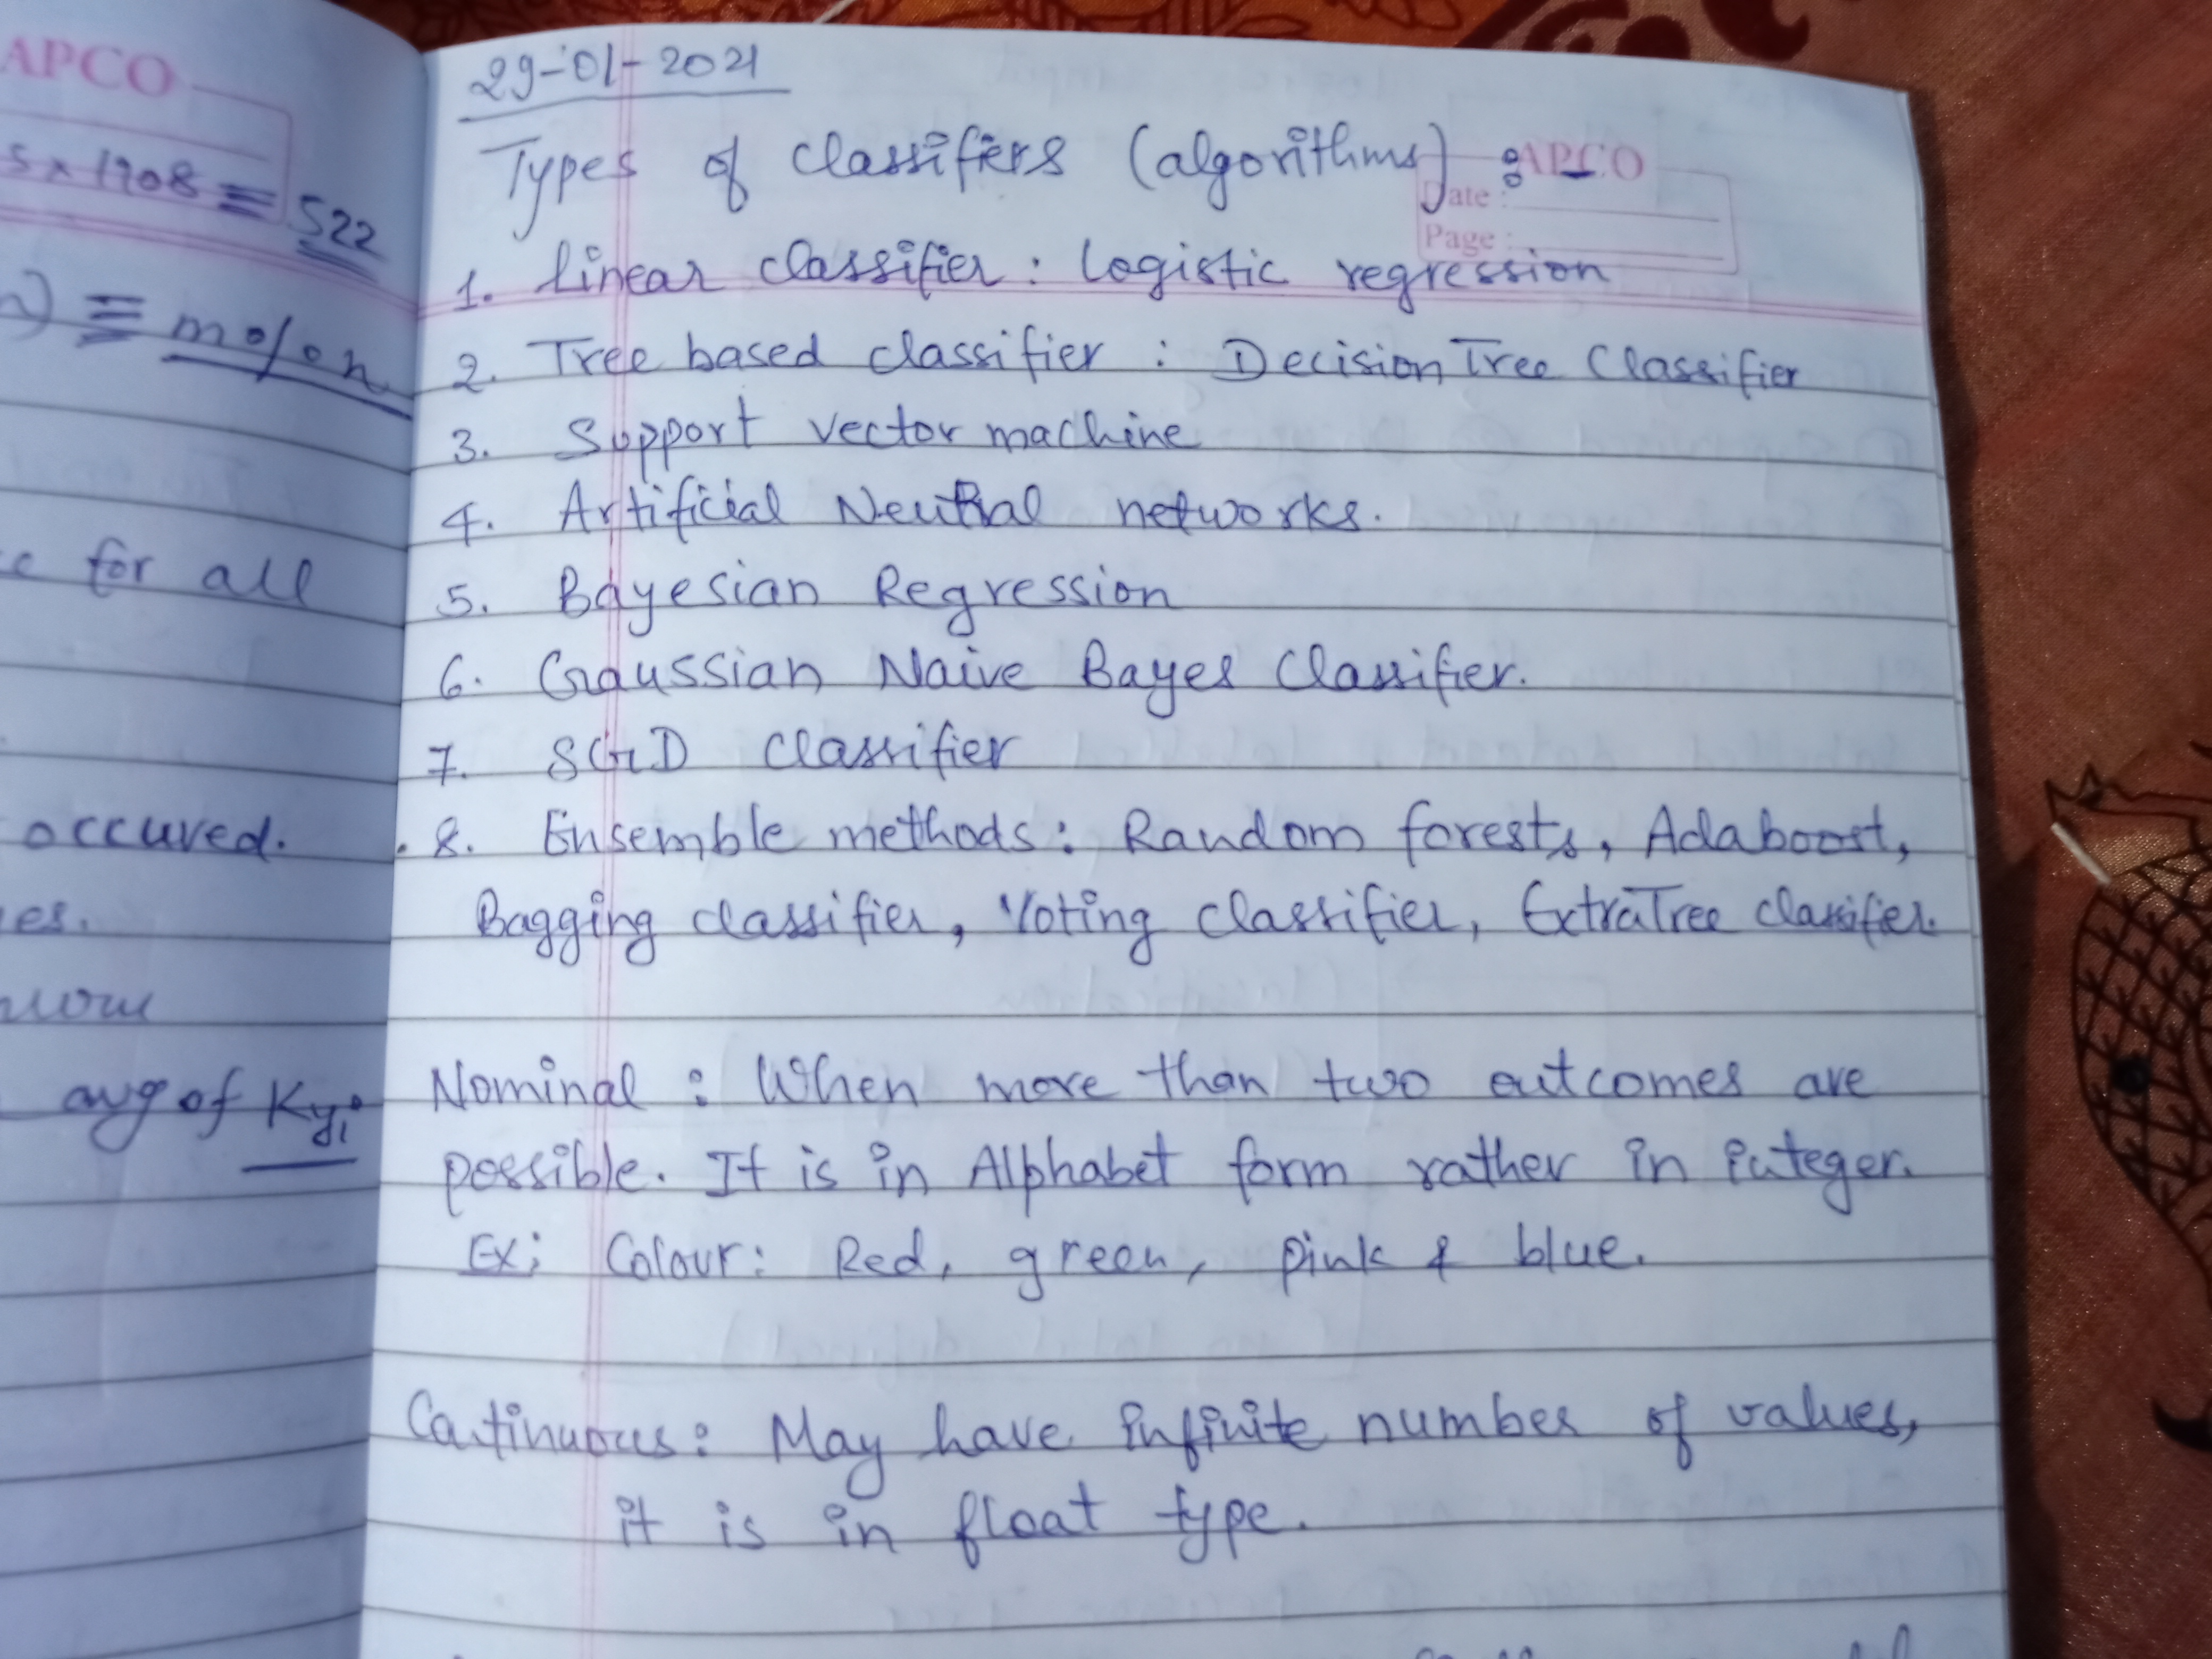 APCO
5x1908 = 522
m%n
for all
occured.
avg of Kyi
29-01-2021
Types of classifiers (algorithms) :-
APCO
Date :
Page :
1. Linear classifier : Logistic regression
2. Tree based classifier : Decision Tree Classifier
3. Support vector machine
4. Artificial Neutral networks.
5. Bayesian Regression
6. Gaussian Naive Bayes Classifier.
7. SGD Classifier
8. Ensemble methods : Random forests, Adaboost,
Bagging classifier, Voting classifier, ExtraTree classifier.
Nominal : When more than two outcomes are
possible. It is in Alphabet form rather in integer.
Ex: Colour: Red, green, pink & blue.
Continuous : May have infinite number of values,
it is in float type.